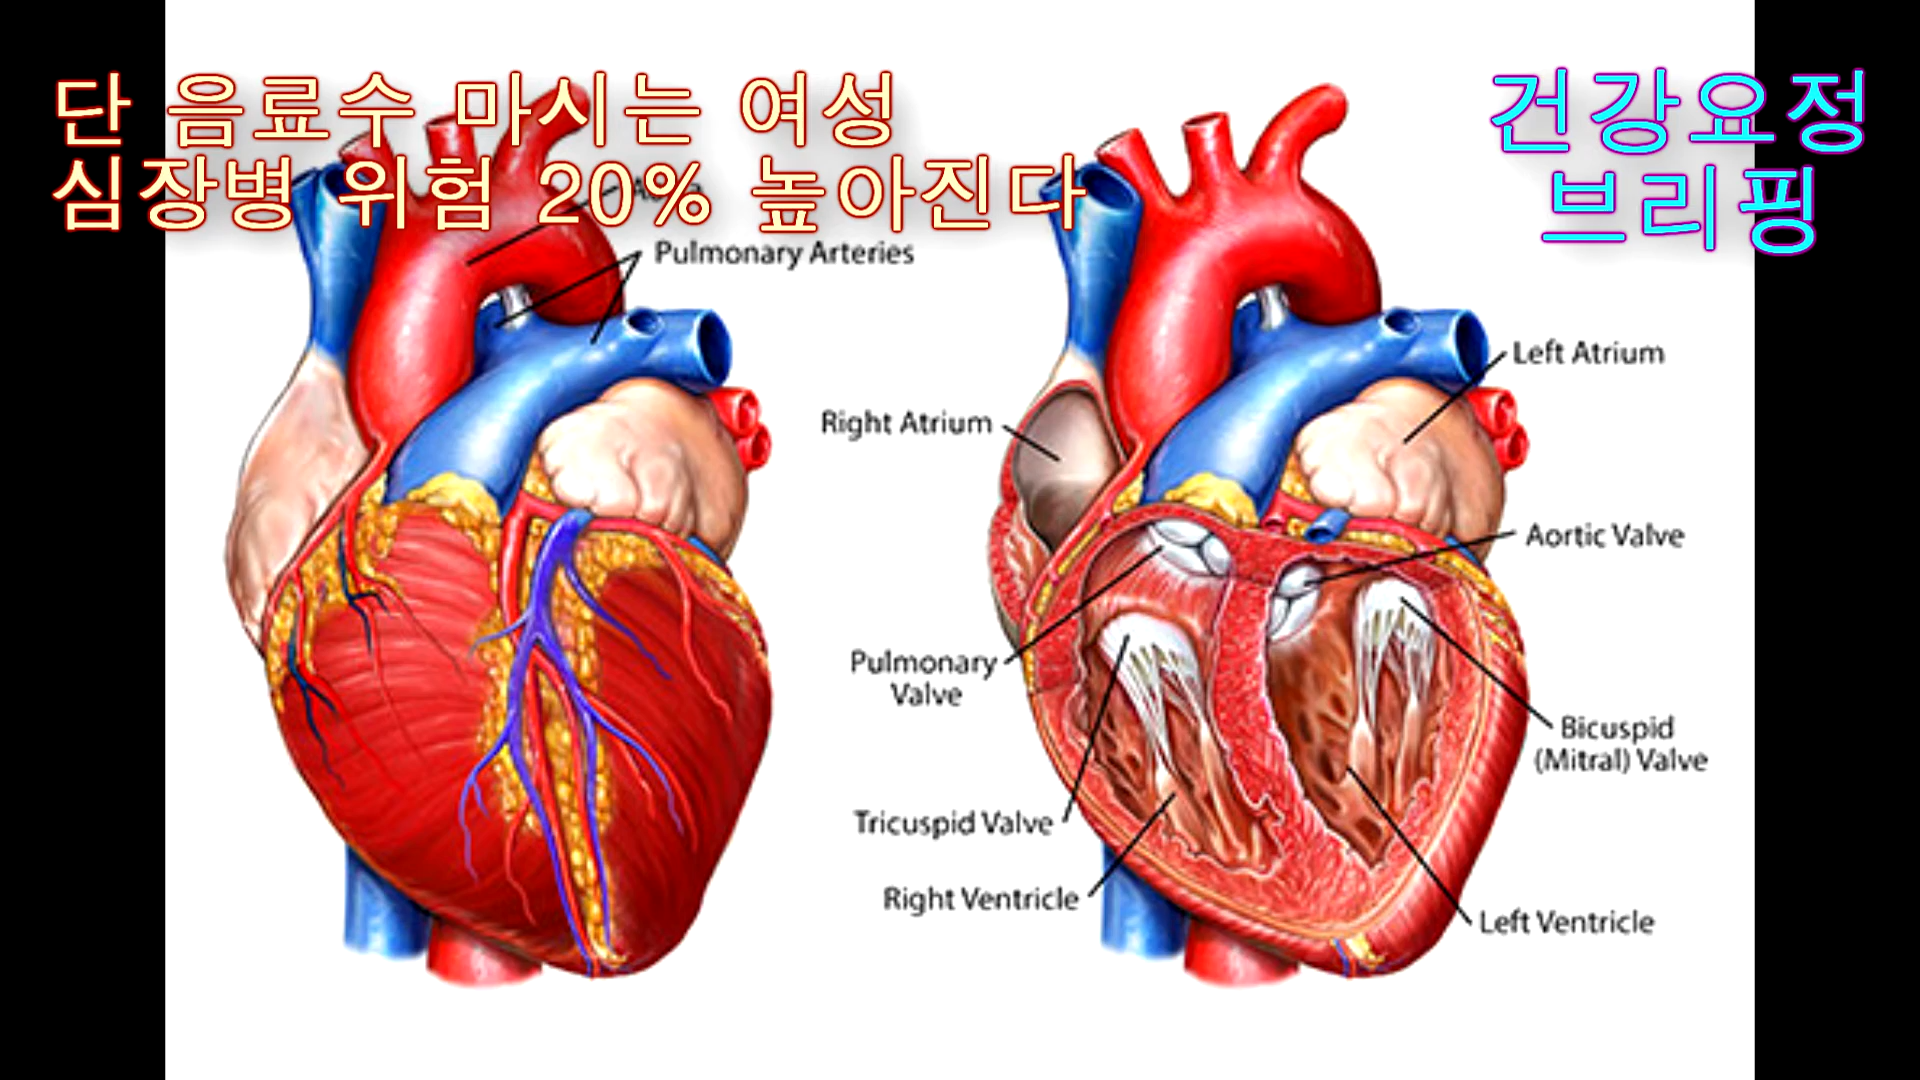 단 음료수 마시는 여성
심장병 위험 20% 높아진다
건강요정
브리핑
Pulmonary Arteries
Left Atrium
Right Atrium
Aortic Valve
Pulmonary
Valve
Bicuspid
(Mitral) Valve
Tricuspid Valve
Right Ventricle
Left Ventricle